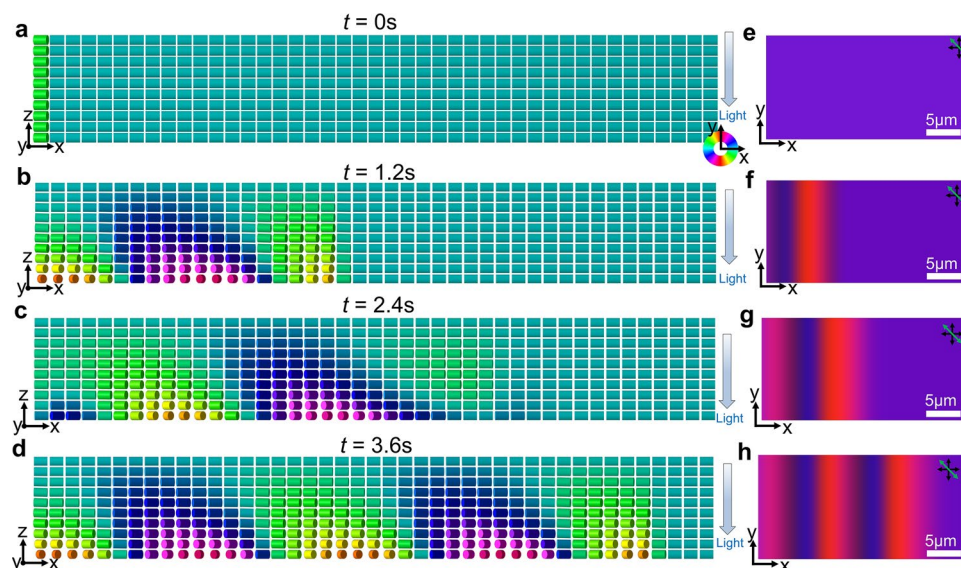 a
t = 0s
z
y
x
Light
y
x
e
y
x
5μm
b
t = 1.2s
z
y
x
Light
f
y
x
5μm
c
t = 2.4s
z
y
x
Light
g
y
x
5μm
d
t = 3.6s
z
y
x
Light
h
y
x
5μm